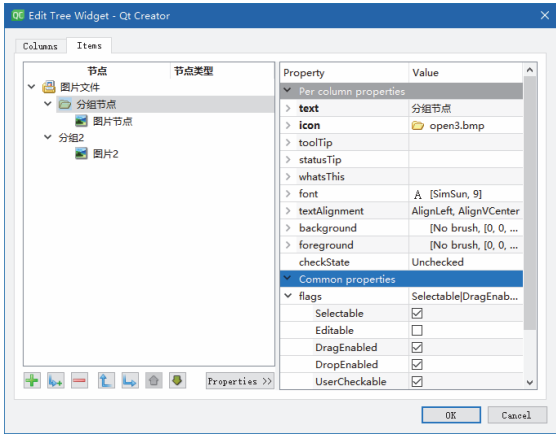 Edit Tree Widget - Qt Creator
Columns Items
节点 节点类型
图片文件
分组节点
图片节点
分组2
图片2
Properties >>
Property Value
Per column properties
text 分组节点
icon open3.bmp
toolTip
statusTip
whatsThis
font A [SimSun, 9]
textAlignment AlignLeft, AlignVCenter
background [No brush, [0, 0, ...
foreground [No brush, [0, 0, ...
checkState Unchecked
Common properties
flags Selectable|DragEnab...
Selectable
Editable
DragEnabled
DropEnabled
UserCheckable
OK Cancel